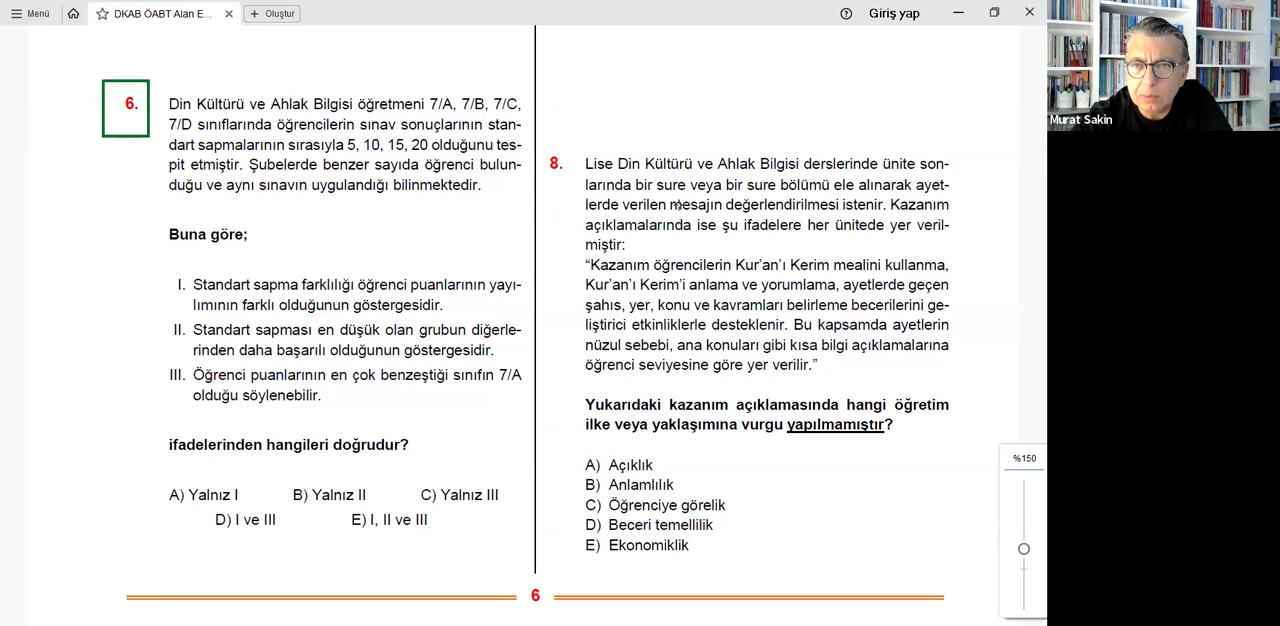 Menü
DKAB ÖABT Alan E...
Oluştur
Giriş yap
Murat Sakin
6. Din Kültürü ve Ahlak Bilgisi öğretmeni 7/A, 7/B, 7/C,
7/D sınıflarında öğrencilerin sınav sonuçlarının stan-
dart sapmalarının sırasıyla 5, 10, 15, 20 olduğunu tes-
pit etmiştir. Şubelerde benzer sayıda öğrenci bulun-
duğu ve aynı sınavın uygulandığı bilinmektedir.
Buna göre;
I. Standart sapma farklılığı öğrenci puanlarının yayı-
lımının farklı olduğunun göstergesidir.
II. Standart sapması en düşük olan grubun diğerle-
rinden daha başarılı olduğunun göstergesidir.
III. Öğrenci puanlarının en çok benzeştiği sınıfın 7/A
olduğu söylenebilir.
ifadelerinden hangileri doğrudur?
A) Yalnız I B) Yalnız II C) Yalnız III
D) I ve III E) I, II ve III
8. Lise Din Kültürü ve Ahlak Bilgisi derslerinde ünite son-
larında bir sure veya bir sure bölümü ele alınarak ayet-
lerde verilen mesajın değerlendirilmesi istenir. Kazanım
açıklamalarında ise şu ifadelere her ünitede yer veril-
miştir:
“Kazanım öğrencilerin Kur’an’ı Kerim mealini kullanma,
Kur’an’ı Kerim’i anlama ve yorumlama, ayetlerde geçen
şahıs, yer, konu ve kavramları belirleme becerilerini ge-
liştirici etkinliklerle desteklenir. Bu kapsamda ayetlerin
nüzul sebebi, ana konuları gibi kısa bilgi açıklamalarına
öğrenci seviyesine göre yer verilir.”
Yukarıdaki kazanım açıklamasında hangi öğretim
ilke veya yaklaşımına vurgu yapılmamıştır?
A) Açıklık
B) Anlamlılık
C) Öğrenciye görelik
D) Beceri temellilik
E) Ekonomiklik
%150
6